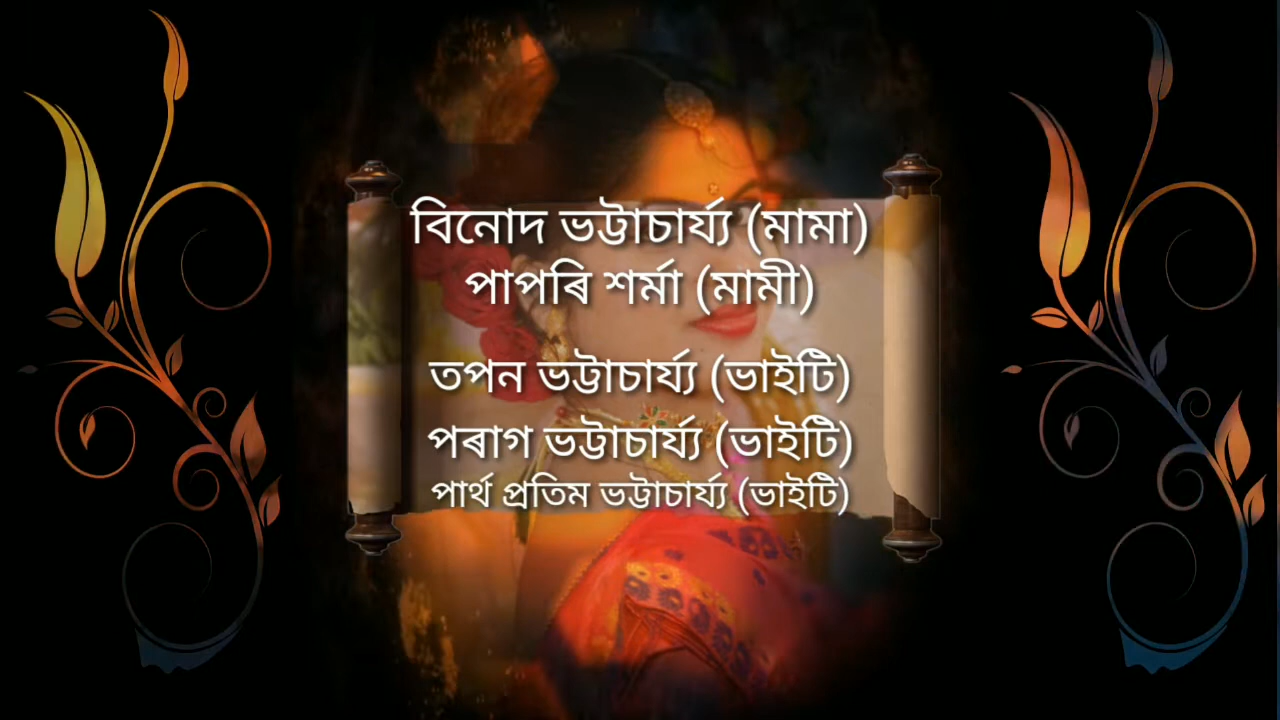 বিনোদ ভট্টাচাৰ্য্য (মামা)
পাপৰি শৰ্মা (মামী)
তপন ভট্টাচাৰ্য্য (ভাইটি)
পৰাগ ভট্টাচাৰ্য্য (ভাইটি)
পাৰ্থ প্ৰতিম ভট্টাচাৰ্য্য (ভাইটি)